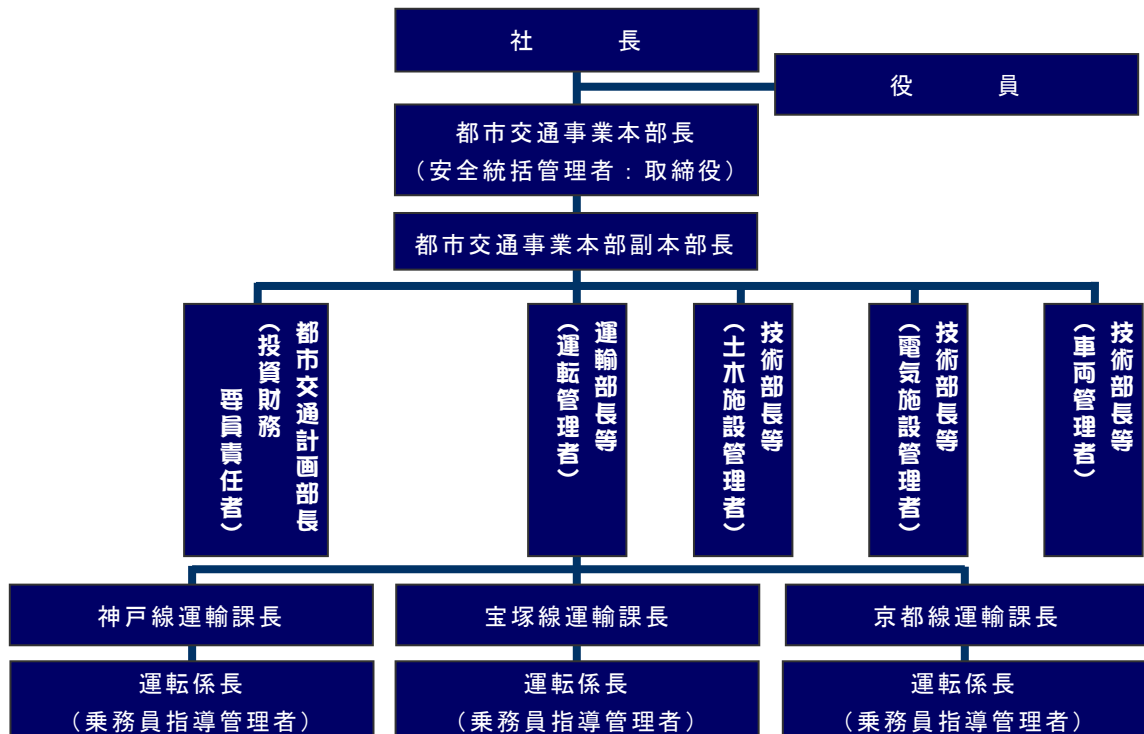 社　　　長
役　　　員
都市交通事業本部長
（安全統括管理者：取締役）
都市交通事業本部副本部長
都市交通計画部長
（投資財務
要員責任者）
運輸部長等
（運転管理者）
技術部長等
（土木施設管理者）
技術部長等
（電気施設管理者）
技術部長等
（車両管理者）
神戸線運輸課長
宝塚線運輸課長
京都線運輸課長
運転係長
（乗務員指導管理者）
運転係長
（乗務員指導管理者）
運転係長
（乗務員指導管理者）